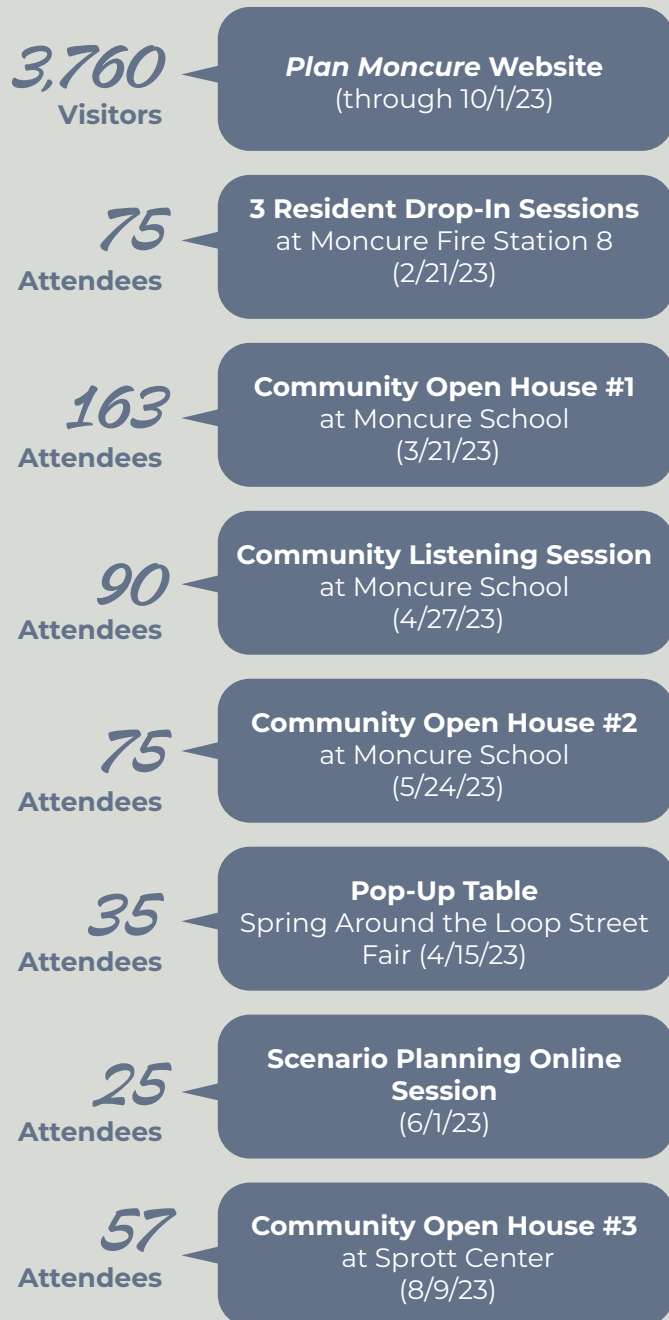 3,760
Visitors
Plan Moncure Website
(through 10/1/23)
75
Attendees
3 Resident Drop-In Sessions
at Moncure Fire Station 8
(2/21/23)
163
Attendees
Community Open House #1
at Moncure School
(3/21/23)
90
Attendees
Community Listening Session
at Moncure School
(4/27/23)
75
Attendees
Community Open House #2
at Moncure School
(5/24/23)
35
Attendees
Pop-Up Table
Spring Around the Loop Street
Fair (4/15/23)
25
Attendees
Scenario Planning Online
Session
(6/1/23)
57
Attendees
Community Open House #3
at Sprott Center
(8/9/23)